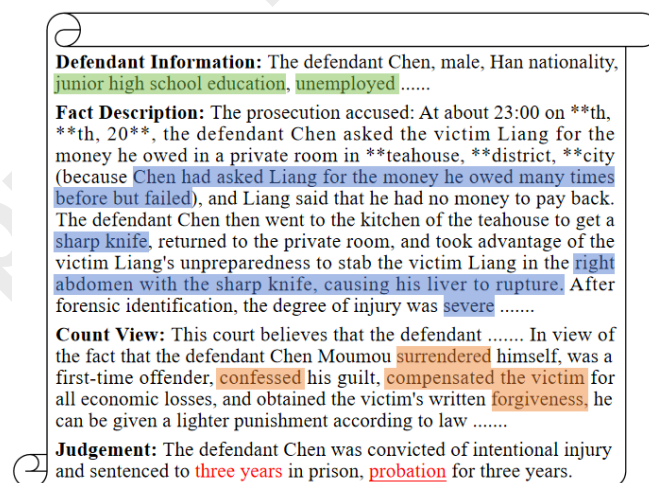 Defendant Information: The defendant Chen, male, Han nationality,
junior high school education, unemployed ......
Fact Description: The prosecution accused: At about 23:00 on **th,
**th, 20**, the defendant Chen asked the victim Liang for the
money he owed in a private room in **teahouse, **district, **city
(because Chen had asked Liang for the money he owed many times
before but failed), and Liang said that he had no money to pay back.
The defendant Chen then went to the kitchen of the teahouse to get a
sharp knife, returned to the private room, and took advantage of the
victim Liang's unpreparedness to stab the victim Liang in the right
abdomen with the sharp knife, causing his liver to rupture. After
forensic identification, the degree of injury was severe .......
Count View: This court believes that the defendant ....... In view of
the fact that the defendant Chen Moumou surrendered himself, was a
first-time offender, confessed his guilt, compensated the victim for
all economic losses, and obtained the victim's written forgiveness, he
can be given a lighter punishment according to law .......
Judgement: The defendant Chen was convicted of intentional injury
and sentenced to three years in prison, probation for three years.